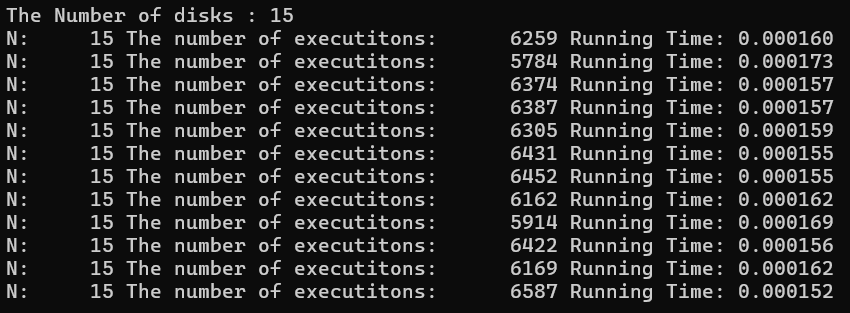 The Number of disks : 15
N:     15 The number of executitons:      6259 Running Time: 0.000160
N:     15 The number of executitons:      5784 Running Time: 0.000173
N:     15 The number of executitons:      6374 Running Time: 0.000157
N:     15 The number of executitons:      6387 Running Time: 0.000157
N:     15 The number of executitons:      6305 Running Time: 0.000159
N:     15 The number of executitons:      6431 Running Time: 0.000155
N:     15 The number of executitons:      6452 Running Time: 0.000155
N:     15 The number of executitons:      6162 Running Time: 0.000162
N:     15 The number of executitons:      5914 Running Time: 0.000169
N:     15 The number of executitons:      6422 Running Time: 0.000156
N:     15 The number of executitons:      6169 Running Time: 0.000162
N:     15 The number of executitons:      6587 Running Time: 0.000152